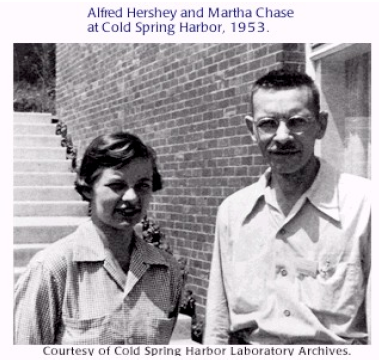 Alfred Hershey and Martha Chase
at Cold Spring Harbor, 1953.
Courtesy of Cold Spring Harbor Laboratory Archives.